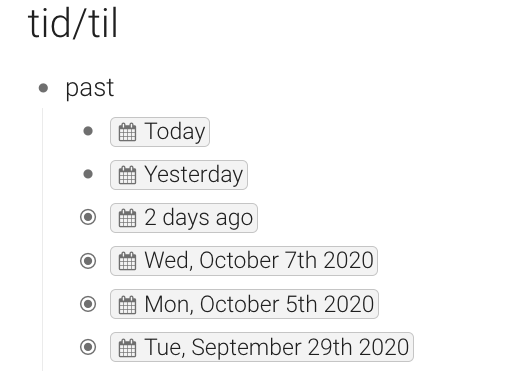 tid/til
past
Today
Yesterday
2 days ago
Wed, October 7th 2020
Mon, October 5th 2020
Tue, September 29th 2020